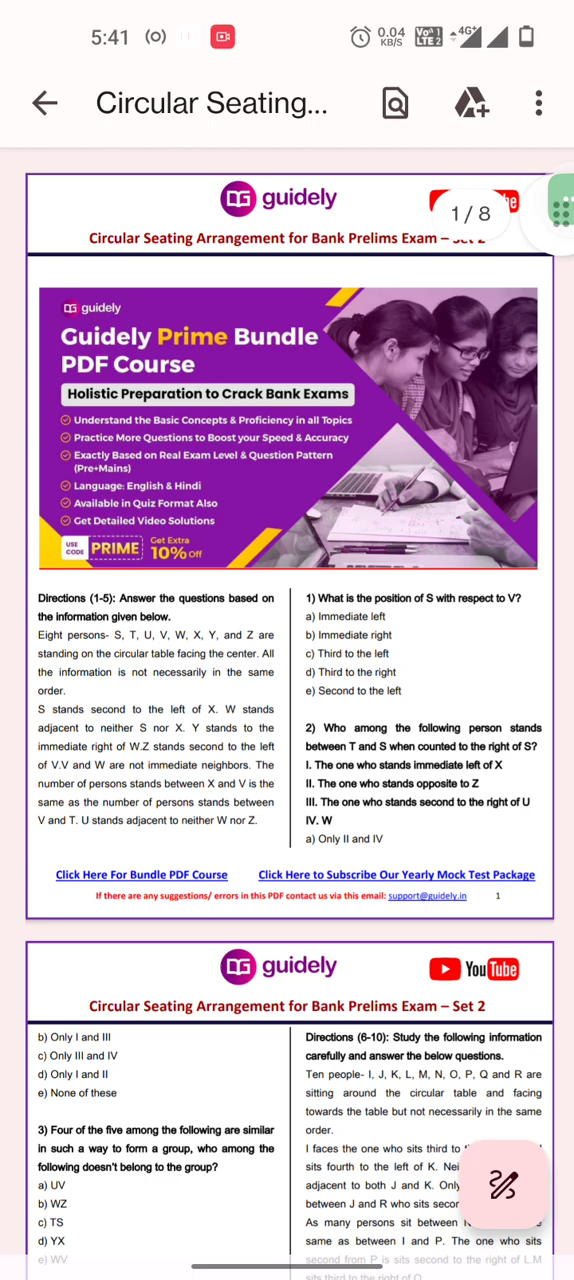 5:41
0.04 KB/S
Vo 1 LTE 2
4G+
Circular Seating...
guidely
1 / 8
Circular Seating Arrangement for Bank Prelims Exam –
guidely
Guidely Prime Bundle
PDF Course
Holistic Preparation to Crack Bank Exams
Understand the Basic Concepts & Proficiency in all Topics
Practice More Questions to Boost your Speed & Accuracy
Exactly Based on Real Exam Level & Question Pattern
(Pre+Mains)
Language: English & Hindi
Available in Quiz Format Also
Get Detailed Video Solutions
USE CODE PRIME Get Extra 10% Off
Directions (1-5): Answer the questions based on
the information given below.
Eight persons- S, T, U, V, W, X, Y, and Z are
standing on the circular table facing the center. All
the information is not necessarily in the same
order.
S stands second to the left of X. W stands
adjacent to neither S nor X. Y stands to the
immediate right of W.Z stands second to the left
of V.V and W are not immediate neighbors. The
number of persons stands between X and V is the
same as the number of persons stands between
V and T. U stands adjacent to neither W nor Z.
1) What is the position of S with respect to V?
a) Immediate left
b) Immediate right
c) Third to the left
d) Third to the right
e) Second to the left
2) Who among the following person stands
between T and S when counted to the right of S?
I. The one who stands immediate left of X
II. The one who stands opposite to Z
III. The one who stands second to the right of U
IV. W
a) Only II and IV
Click Here For Bundle PDF Course
Click Here to Subscribe Our Yearly Mock Test Package
If there are any suggestions/ errors in this PDF contact us via this email: support@guidely.in
1
guidely
YouTube
Circular Seating Arrangement for Bank Prelims Exam – Set 2
b) Only I and III
c) Only III and IV
d) Only I and II
e) None of these
3) Four of the five among the following are similar
in such a way to form a group, who among the
following doesn't belong to the group?
a) UV
b) WZ
c) TS
d) YX
e) WV
Directions (6-10): Study the following information
carefully and answer the below questions.
Ten people- I, J, K, L, M, N, O, P, Q and R are
sitting around the circular table and facing
towards the table but not necessarily in the same
order.
I faces the one who sits third to
sits fourth to the left of K.
adjacent to both J and K. Only
between J and R who sits
As many persons sit between
same as between I and P. The one who sits
second from P is sits second to the right of L.M
sits third to the right of O.